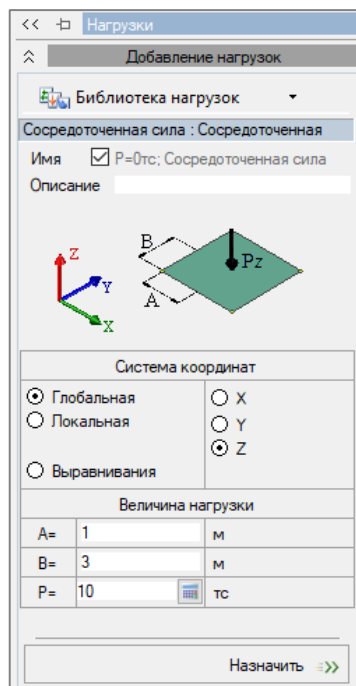 Нагрузки
Добавление нагрузок
Библиотека нагрузок
Сосредоточенная сила : Сосредоточенная
Имя P=0тс; Сосредоточенная сила
Описание
Z
Y
X
B
A
Pz
Система координат
Глобальная X
Локальная Y
Z
Выравнивания
Величина нагрузки
A= 1 м
B= 3 м
P= 10 тс
Назначить